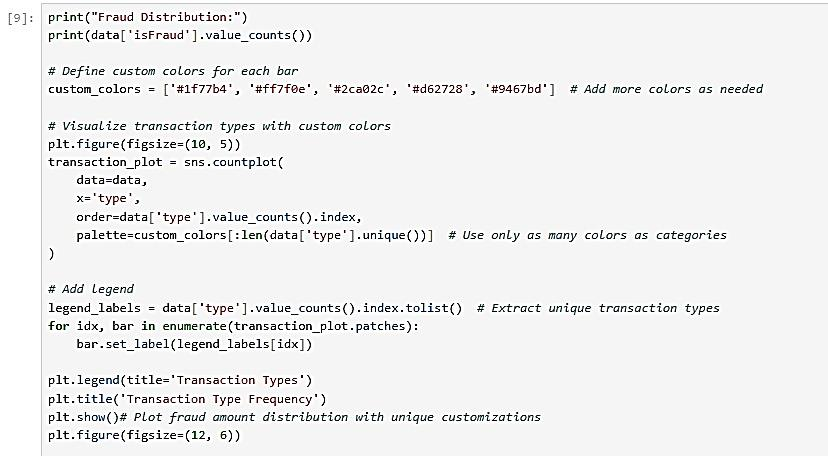 [9]: print("Fraud Distribution:")
print(data['isFraud'].value_counts())
# Define custom colors for each bar
custom_colors = ['#1f77b4', '#ff7f0e', '#2ca02c', '#d62728', '#9467bd']  # Add more colors as needed
# Visualize transaction types with custom colors
plt.figure(figsize=(10, 5))
transaction_plot = sns.countplot(
    data=data,
    x='type',
    order=data['type'].value_counts().index,
    palette=custom_colors[:len(data['type'].unique())]  # Use only as many colors as categories
)
# Add legend
legend_labels = data['type'].value_counts().index.tolist()  # Extract unique transaction types
for idx, bar in enumerate(transaction_plot.patches):
    bar.set_label(legend_labels[idx])
plt.legend(title='Transaction Types')
plt.title('Transaction Type Frequency')
plt.show()# Plot fraud amount distribution with unique customizations
plt.figure(figsize=(12, 6))